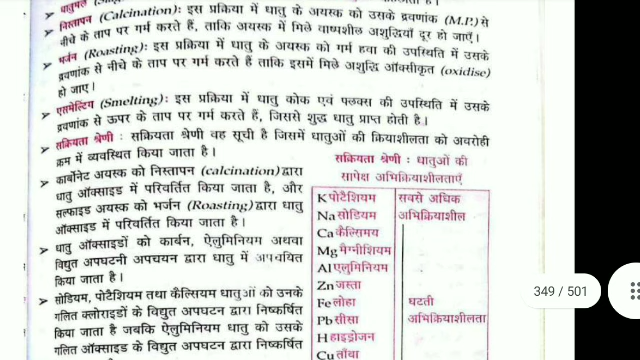 निस्तापन (Calcination): इस प्रक्रिया में धातु के अयस्क को उसके द्रवणांक (M.P.) से
नीचे के ताप पर गर्म करते हैं, ताकि अयस्क में मिले वाष्पशील अशुद्धियाँ दूर हो जाएँ।
भर्जन (Roasting): इस प्रक्रिया में धातु के अयस्क को गर्म हवा की उपस्थिति में उसके
द्रवणांक से नीचे के ताप पर गर्म करते हैं ताकि इसमें मिले अशुद्धि ऑक्सीकृत (oxidise)
हो जाए।
एसमेल्टिंग (Smelting): इस प्रक्रिया में धातु कोक एवं फ्लक्स की उपस्थिति में उसके
द्रवणांक से ऊपर के ताप पर गर्म करते हैं, जिससे शुद्ध धातु प्राप्त होती है।
सक्रियता श्रेणी : सक्रियता श्रेणी वह सूची है जिसमें धातुओं की क्रियाशीलता को अवरोही
क्रम में व्यवस्थित किया जाता है।
कार्बोनेट अयस्क को निस्तापन (calcination) द्वारा
धातु ऑक्साइड में परिवर्तित किया जाता है, और
सल्फाइड अयस्क को भर्जन (Roasting) द्वारा धातु
ऑक्साइड में परिवर्तित किया जाता है।
धातु ऑक्साइडों को कार्बन, ऐलुमिनियम अथवा
विद्युत अपघटनी अपचयन द्वारा धातु में अपचयित
किया जाता है।
सोडियम, पोटैशियम तथा कैल्सियम धातुओं को उनके
गलित क्लोराइडों के विद्युत अपघटन द्वारा निष्कर्षित
किया जाता है जबकि ऐलुमिनियम धातु को उसके
गलित ऑक्साइड के विद्युत अपघटन द्वारा निष्कर्षित
सक्रियता श्रेणी : धातुओं की
सापेक्ष अभिक्रियाशीलताएँ
K पोटैशियम सबसे अधिक
Na सोडियम अभिक्रियाशील
Ca कैल्सियम
Mg मैग्नीशियम
Al एलुमिनियम
Zn जस्ता
Fe लोहा घटती
Pb सीसा अभिक्रियाशीलता
H हाइड्रोजन
Cu ताँबा
349 / 501